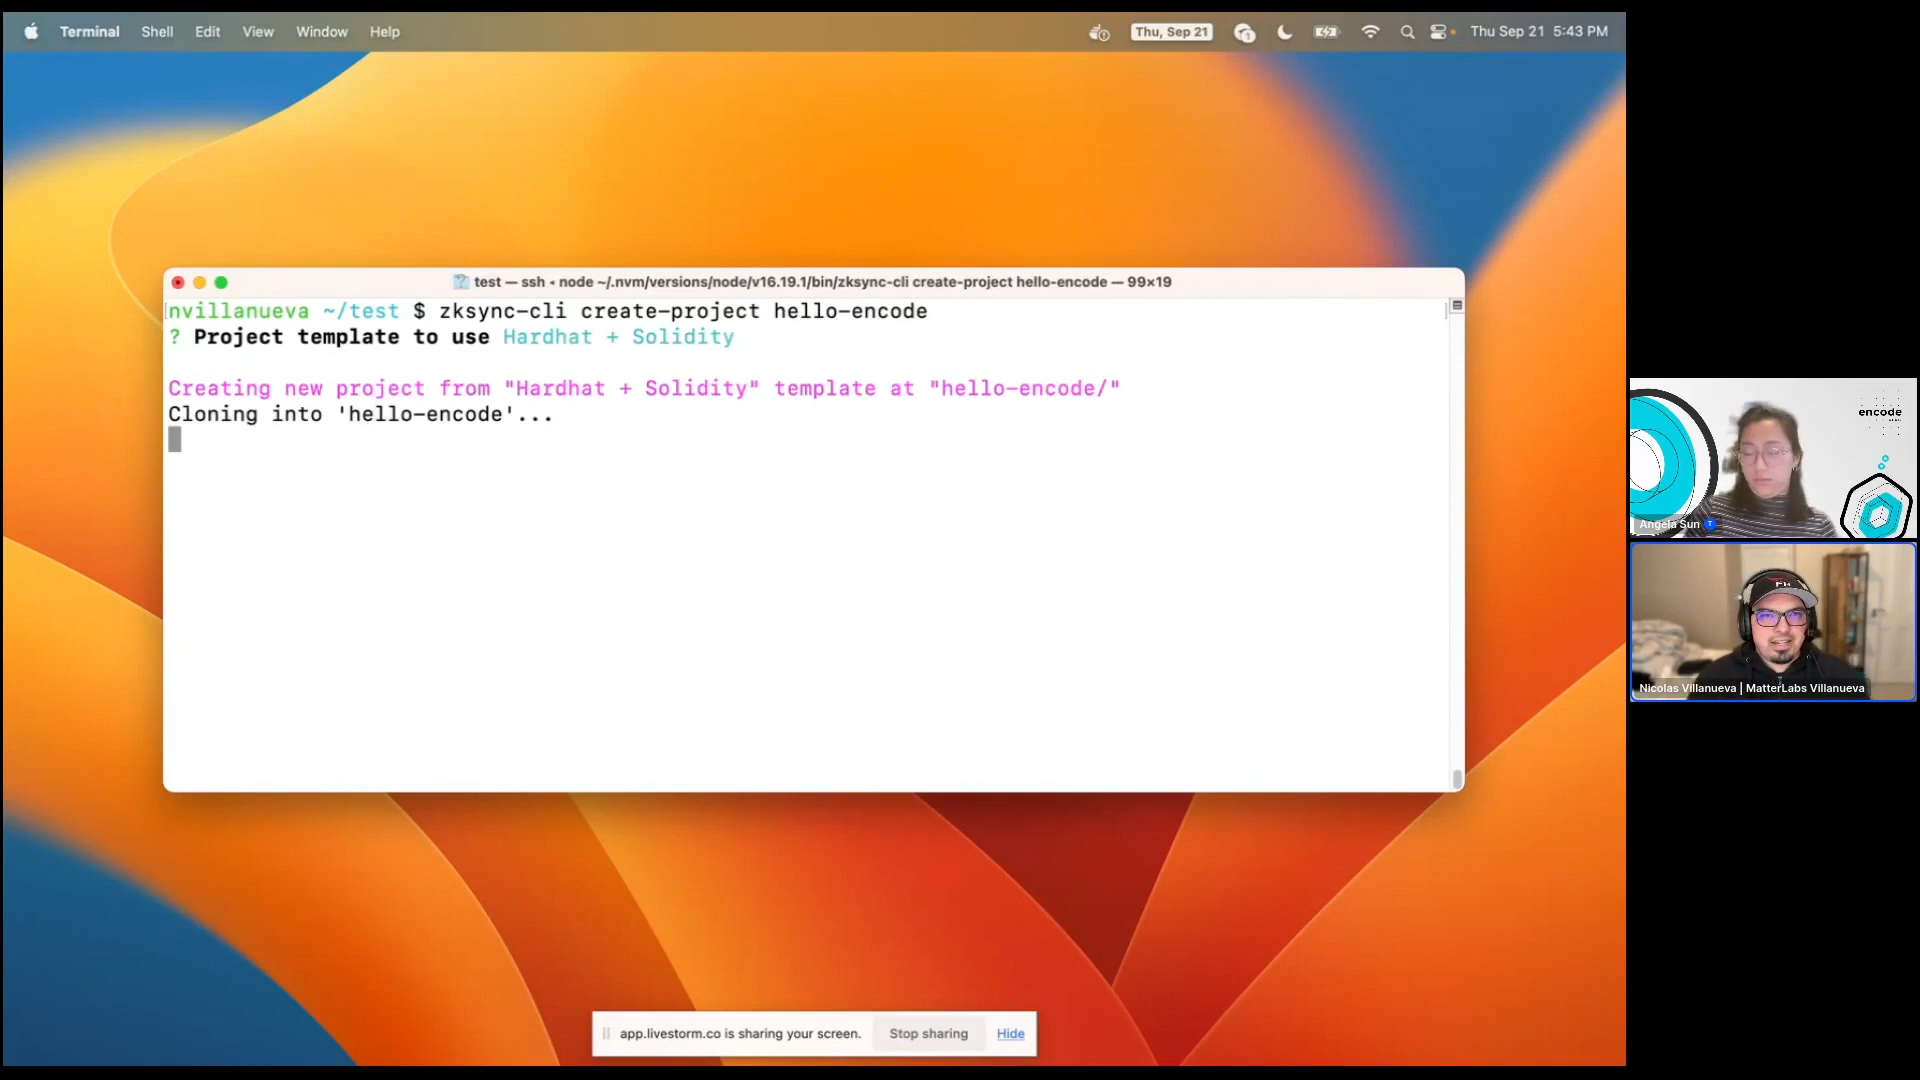 Terminal Shell Edit View Window Help Thu, Sep 21 Thu Sep 21 5:43 PM
test — ssh ◂ node ~/.nvm/versions/node/v16.19.1/bin/zksync-cli create-project hello-encode — 99×19
nvillanueva ~/test $ zksync-cli create-project hello-encode
? Project template to use Hardhat + Solidity
Creating new project from "Hardhat + Solidity" template at "hello-encode/"
Cloning into 'hello-encode'...
encode
Angela Sun T
Nicolas Villanueva | MatterLabs Villanueva
app.livestorm.co is sharing your screen. Stop sharing Hide